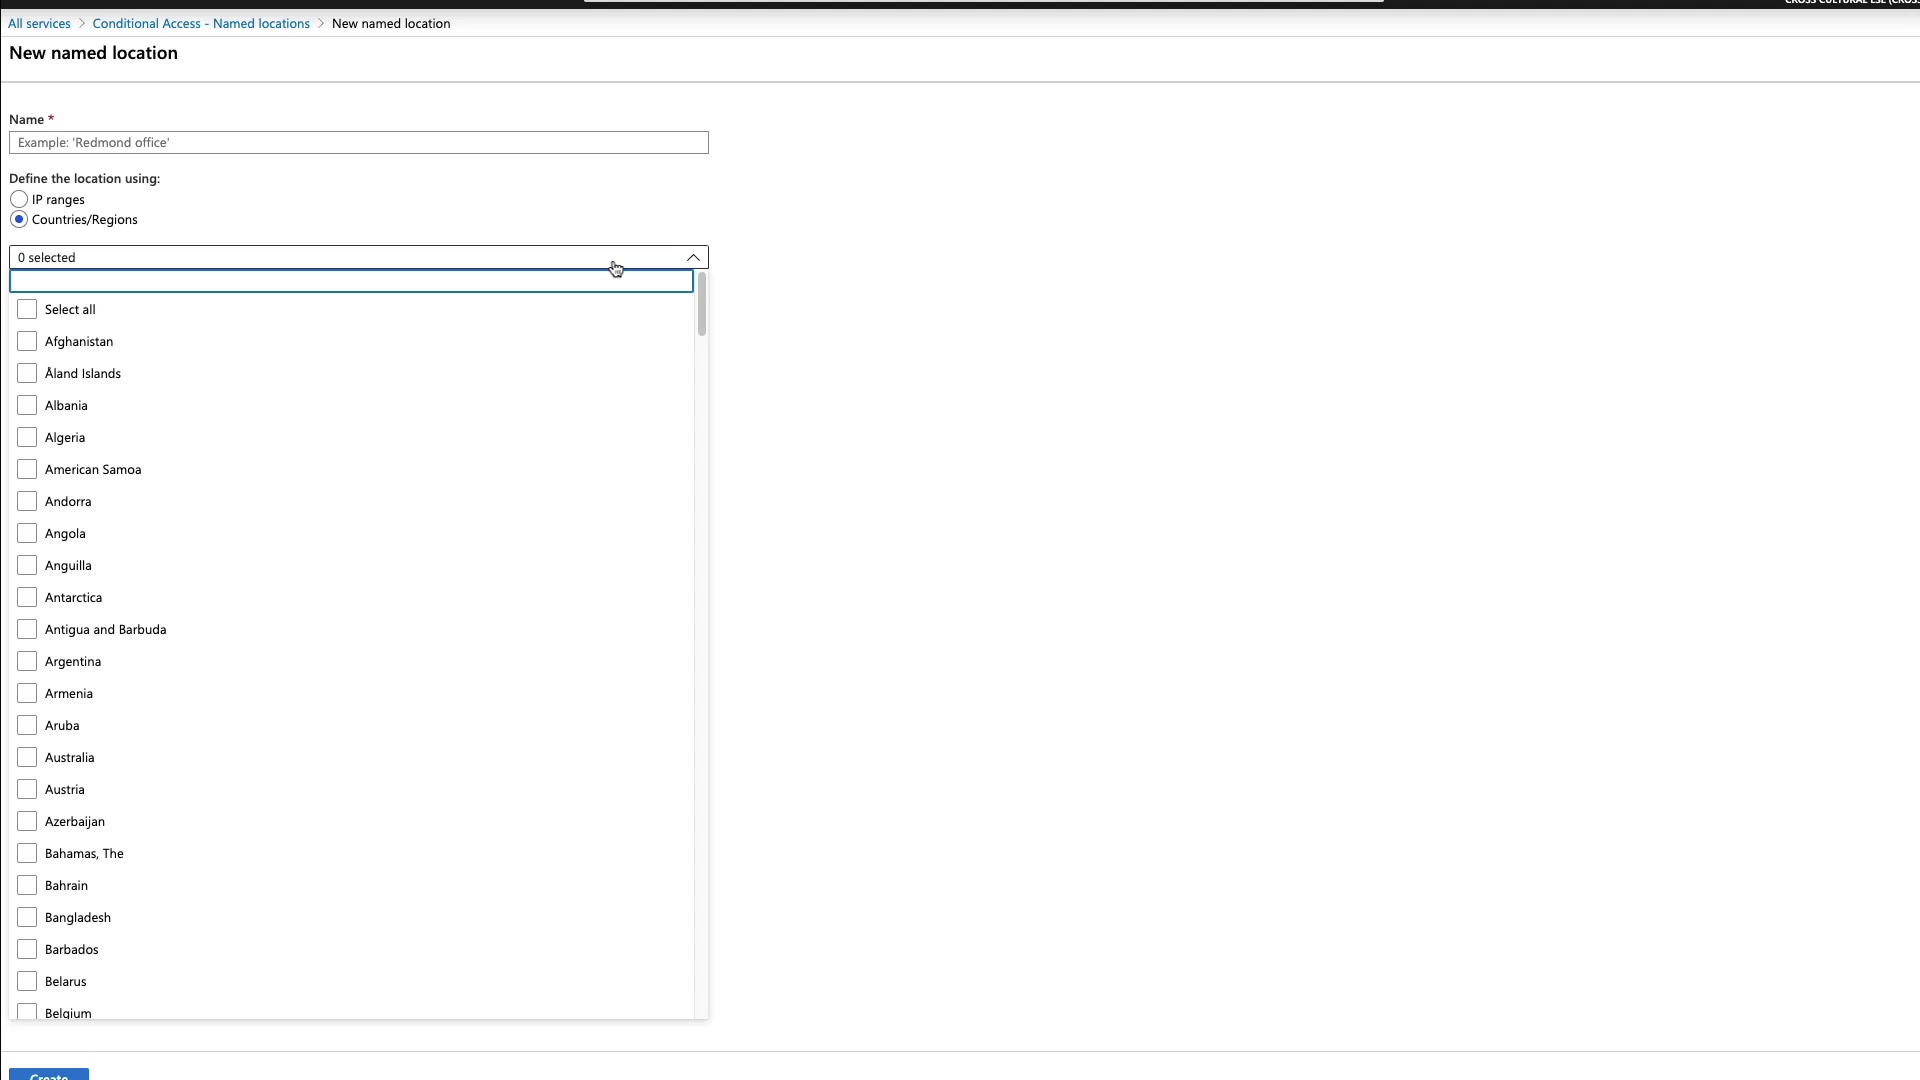 All services > Conditional Access - Named locations > New named location
New named location
Name *
Example: 'Redmond office'
Define the location using:
IP ranges
Countries/Regions
0 selected
Select all
Afghanistan
Åland Islands
Albania
Algeria
American Samoa
Andorra
Angola
Anguilla
Antarctica
Antigua and Barbuda
Argentina
Armenia
Aruba
Australia
Austria
Azerbaijan
Bahamas, The
Bahrain
Bangladesh
Barbados
Belarus
Belgium
Create